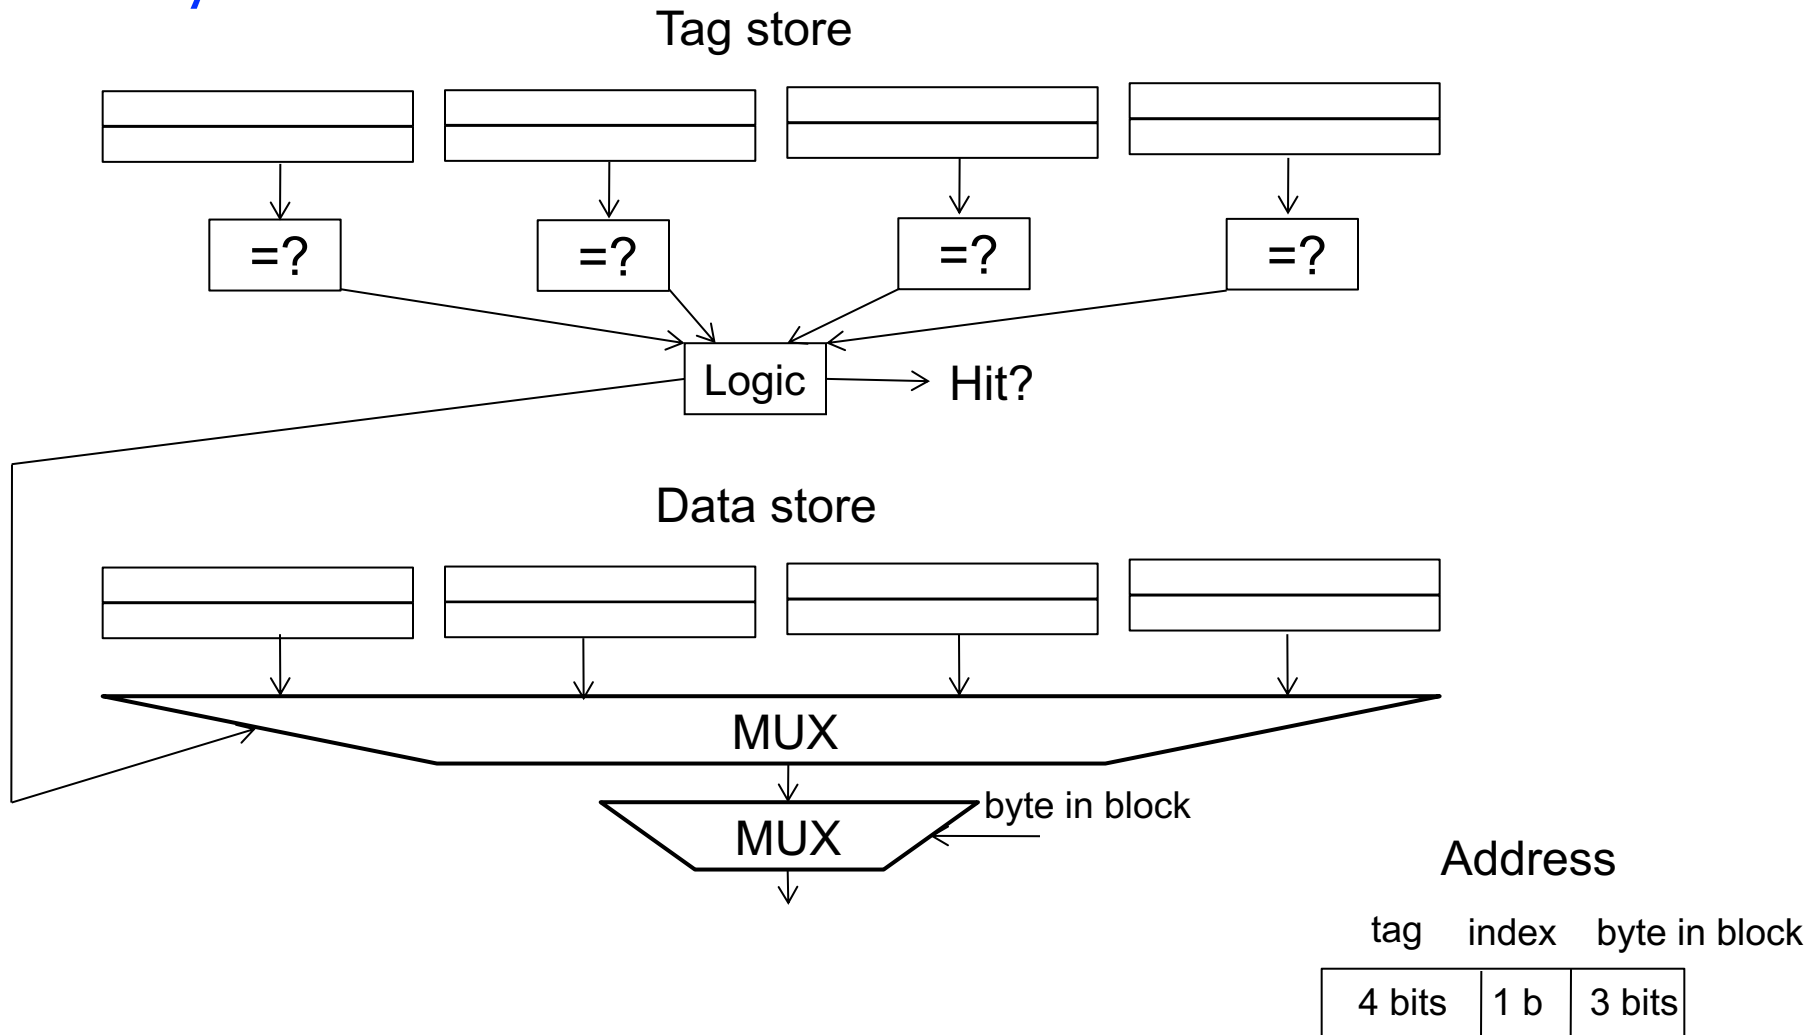 Tag store
=? =? =? =?
Logic
Hit?
Data store
MUX
byte in block
MUX
Address
tag index byte in block
4 bits 1 b 3 bits